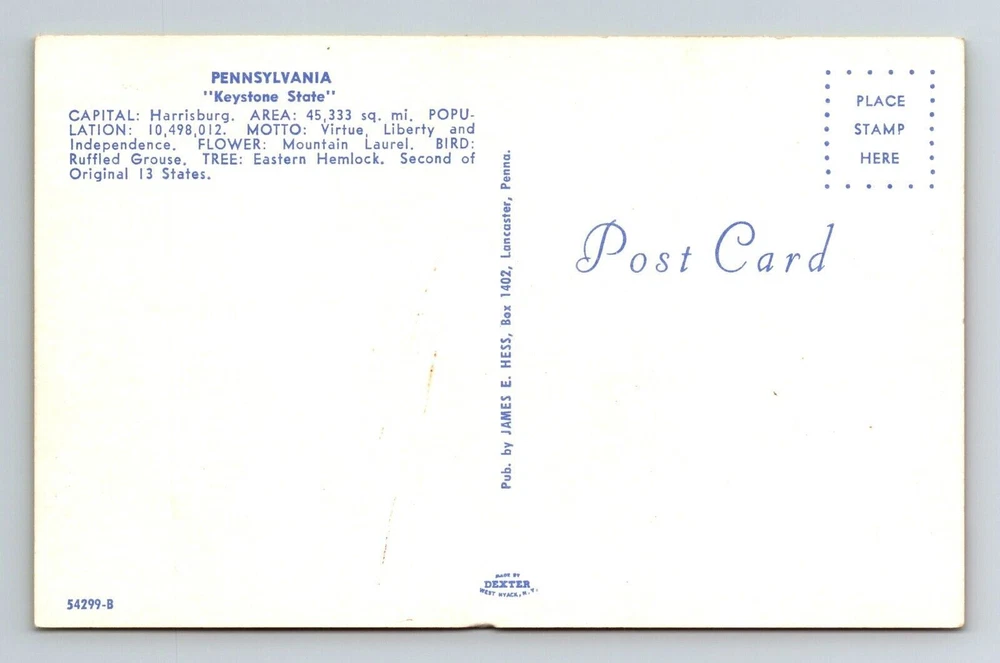 PENNSYLVANIA
"Keystone State"
CAPITAL: Harrisburg. AREA: 45,333 sq. mi. POPU-
LATION: 10,498,012. MOTTO: Virtue, Liberty and
Independence. FLOWER: Mountain Laurel. BIRD:
Ruffled Grouse. TREE: Eastern Hemlock. Second of
Original 13 States.
Pub. by JAMES E. HESS, Box 1402, Lancaster, Penna.
PLACE
STAMP
HERE
Post Card
MADE BY
DEXTER
WEST NYACK, N.Y.
54299-B